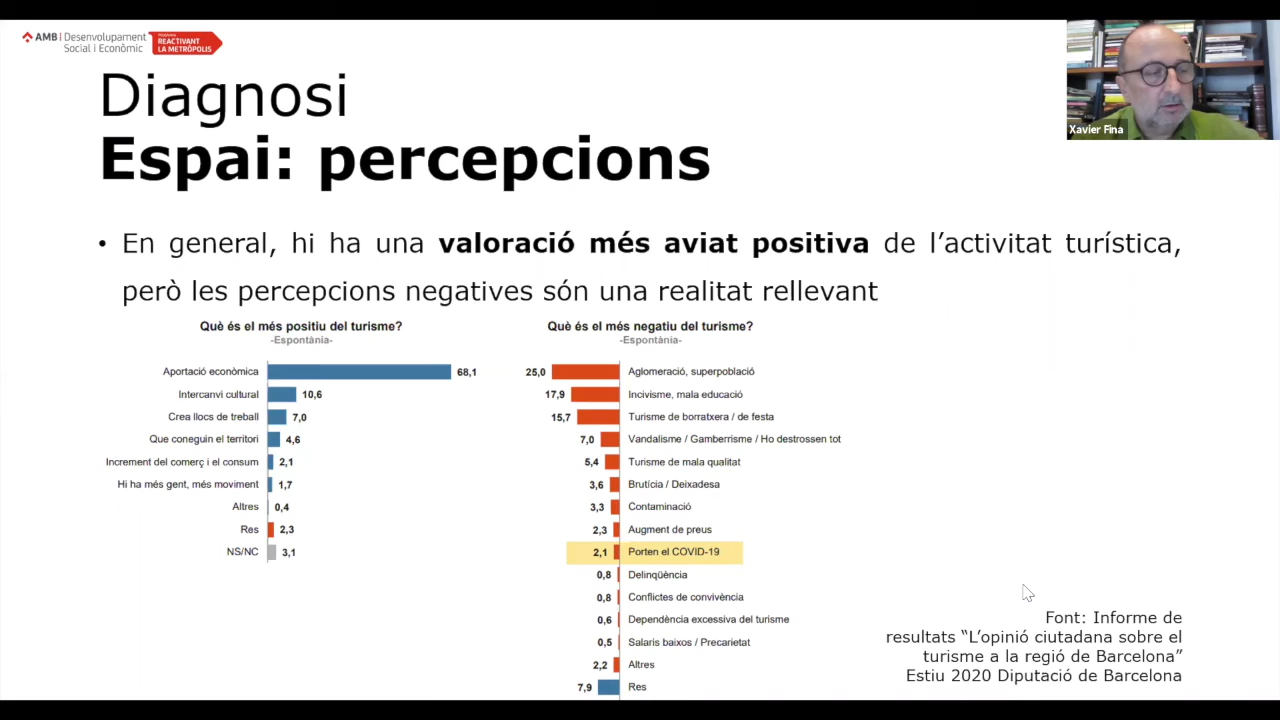 AMB | Desenvolupament
Social i Econòmic
PROGRAMA
REACTIVANT
LA METRÒPOLIS
Xavier Fina
Diagnosi
Espai: percepcions
• En general, hi ha una valoració més aviat positiva de l’activitat turística,
però les percepcions negatives són una realitat rellevant
Què és el més positiu del turisme?
-Espontània-
Aportació econòmica 68,1
Intercanvi cultural 10,6
Crea llocs de treball 7,0
Que coneguin el territori 4,6
Increment del comerç i el consum 2,1
Hi ha més gent, més moviment 1,7
Altres 0,4
Res 2,3
NS/NC 3,1
Què és el més negatiu del turisme?
-Espontània-
25,0 Aglomeració, superpoblació
17,9 Incivisme, mala educació
15,7 Turisme de borratxera / de festa
7,0 Vandalisme / Gamberrisme / Ho destrossen tot
5,4 Turisme de mala qualitat
3,6 Brutícia / Deixadesa
3,3 Contaminació
2,3 Augment de preus
2,1 Porten el COVID-19
0,8 Delinqüència
0,8 Conflictes de convivència
0,6 Dependència excessiva del turisme
0,5 Salaris baixos / Precarietat
2,2 Altres
7,9 Res
Font: Informe de
resultats “L’opinió ciutadana sobre el
turisme a la regió de Barcelona”
Estiu 2020 Diputació de Barcelona